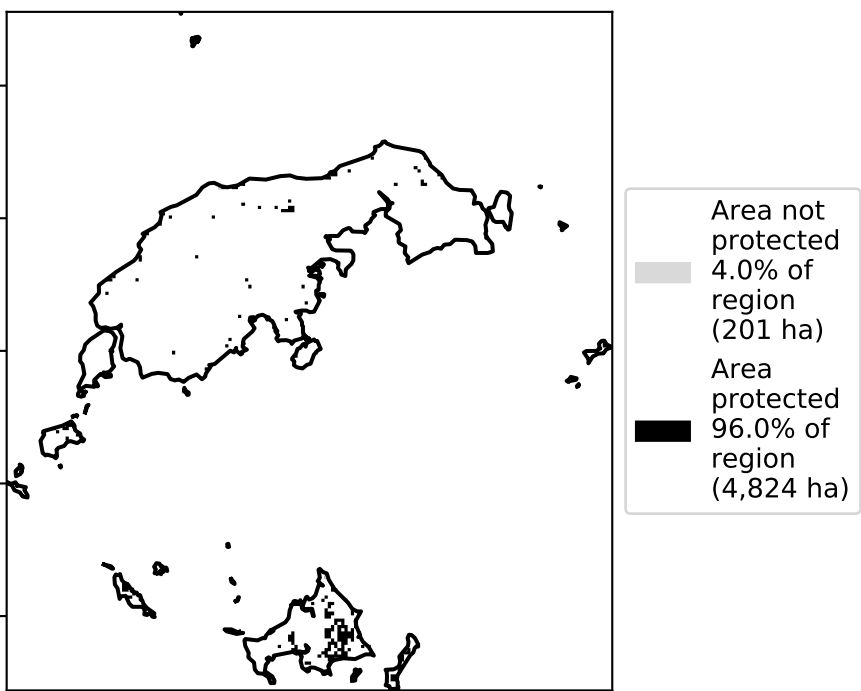 Area not
protected
4.0% of
region
(201 ha)
Area
protected
96.0% of
region
(4,824 ha)